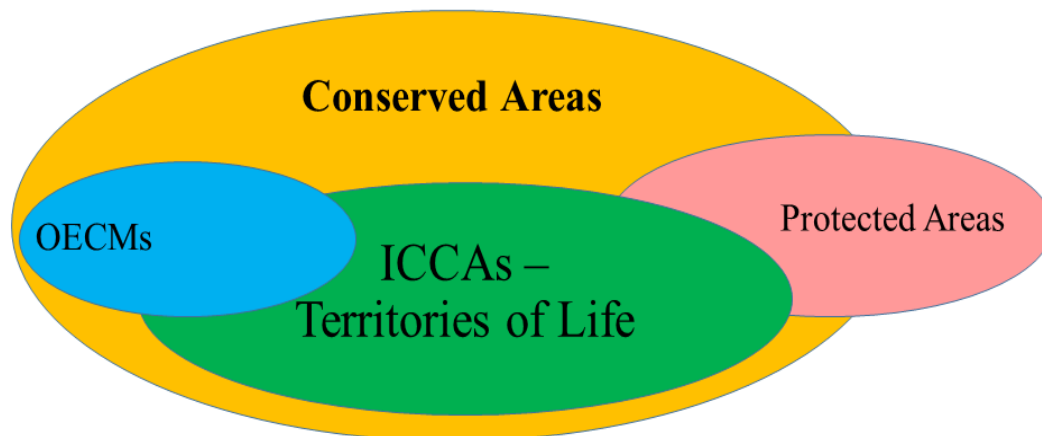 Conserved Areas
OECMs
Protected Areas
ICCAs –
Territories of Life